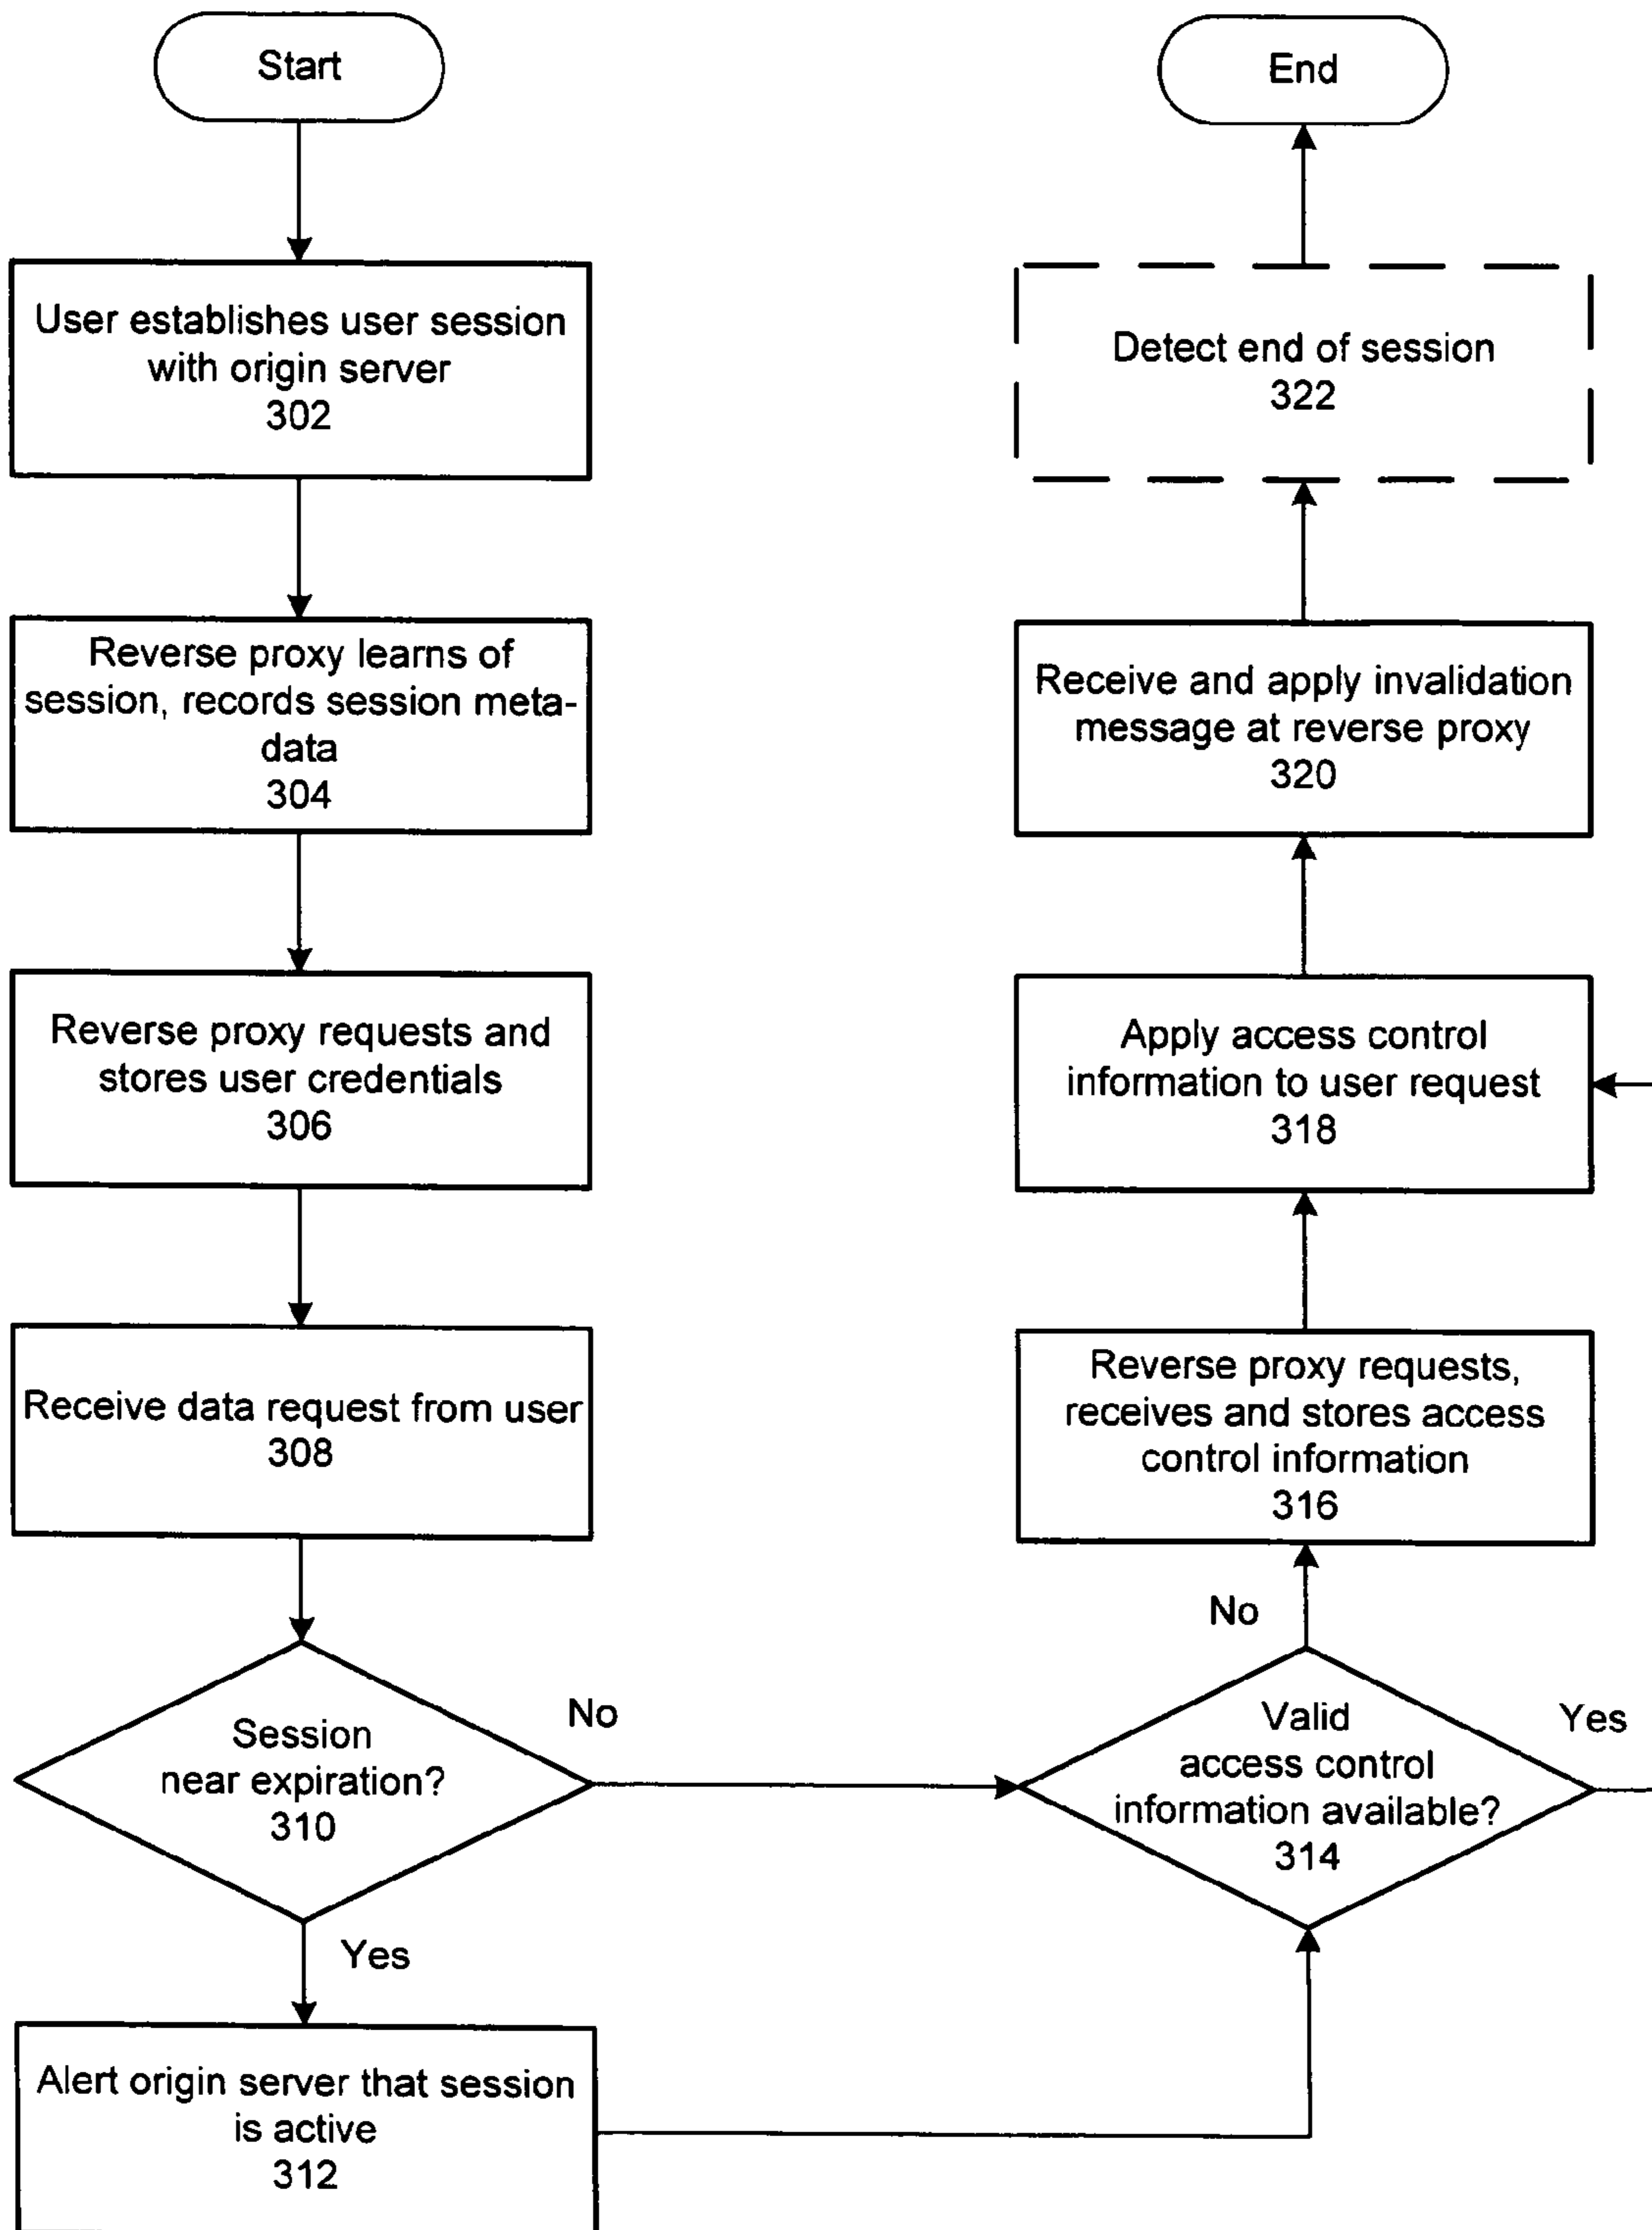 Start
User establishes user session
with origin server
302
Reverse proxy learns of
session, records session meta-
data
304
Reverse proxy requests and
stores user credentials
306
Receive data request from user
308
Session
near expiration?
310
No
Yes
Alert origin server that session
is active
312
End
Detect end of session
322
Receive and apply invalidation
message at reverse proxy
320
Apply access control
information to user request
318
Reverse proxy requests,
receives and stores access
control information
316
No
Valid
access control
information available?
314
Yes